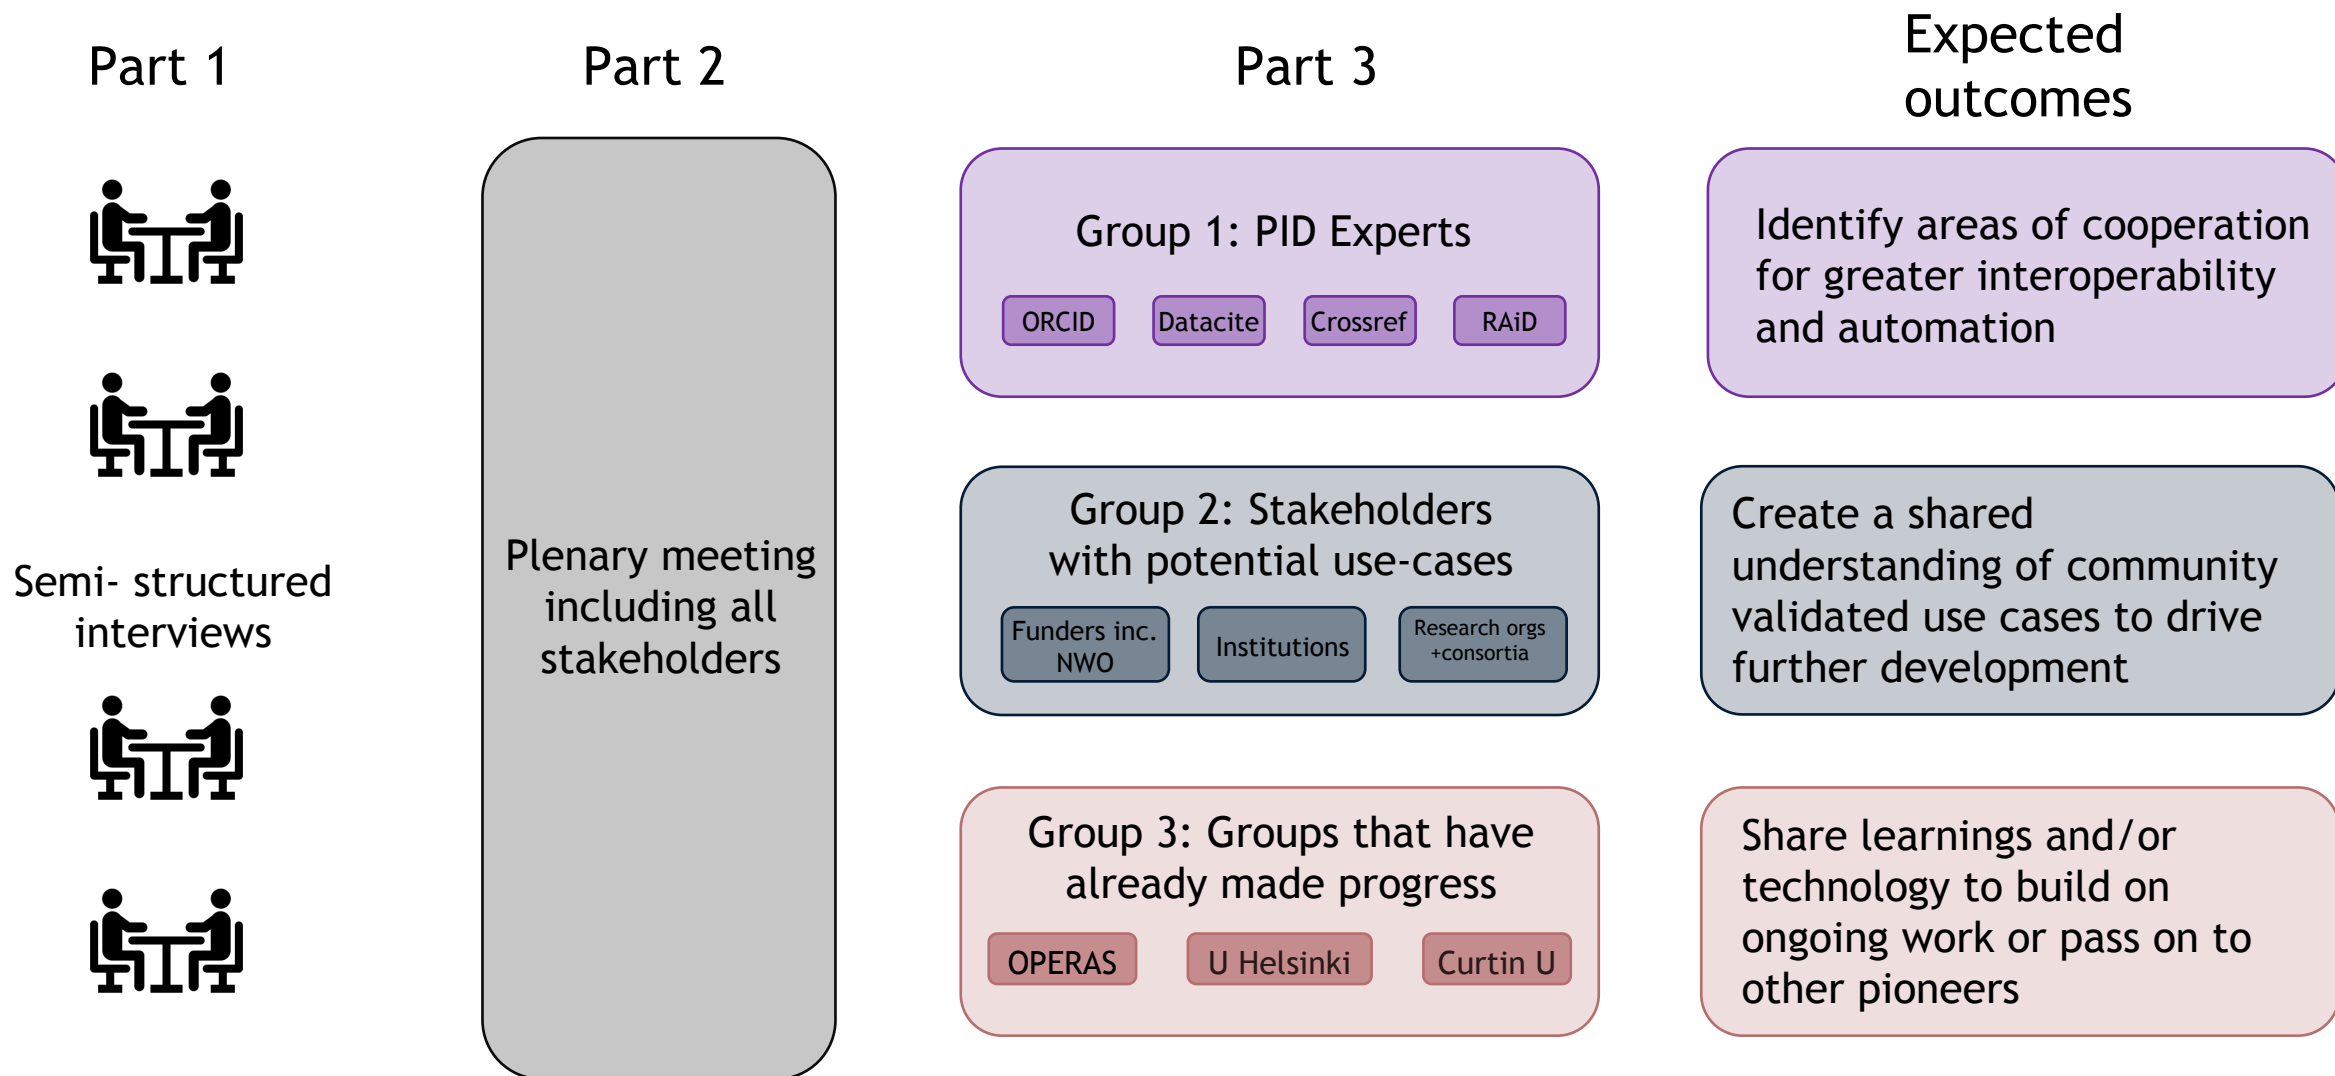 Part 1
Part 2
Part 3
Expected
outcomes
Semi- structured
interviews
Plenary meeting
including all
stakeholders
Group 1: PID Experts
ORCID
Datacite
Crossref
RAiD
Identify areas of cooperation
for greater interoperability
and automation
Group 2: Stakeholders
with potential use-cases
Funders inc.
NWO
Institutions
Research orgs
+consortia
Create a shared
understanding of community
validated use cases to drive
further development
Group 3: Groups that have
already made progress
OPERAS
U Helsinki
Curtin U
Share learnings and/or
technology to build on
ongoing work or pass on to
other pioneers